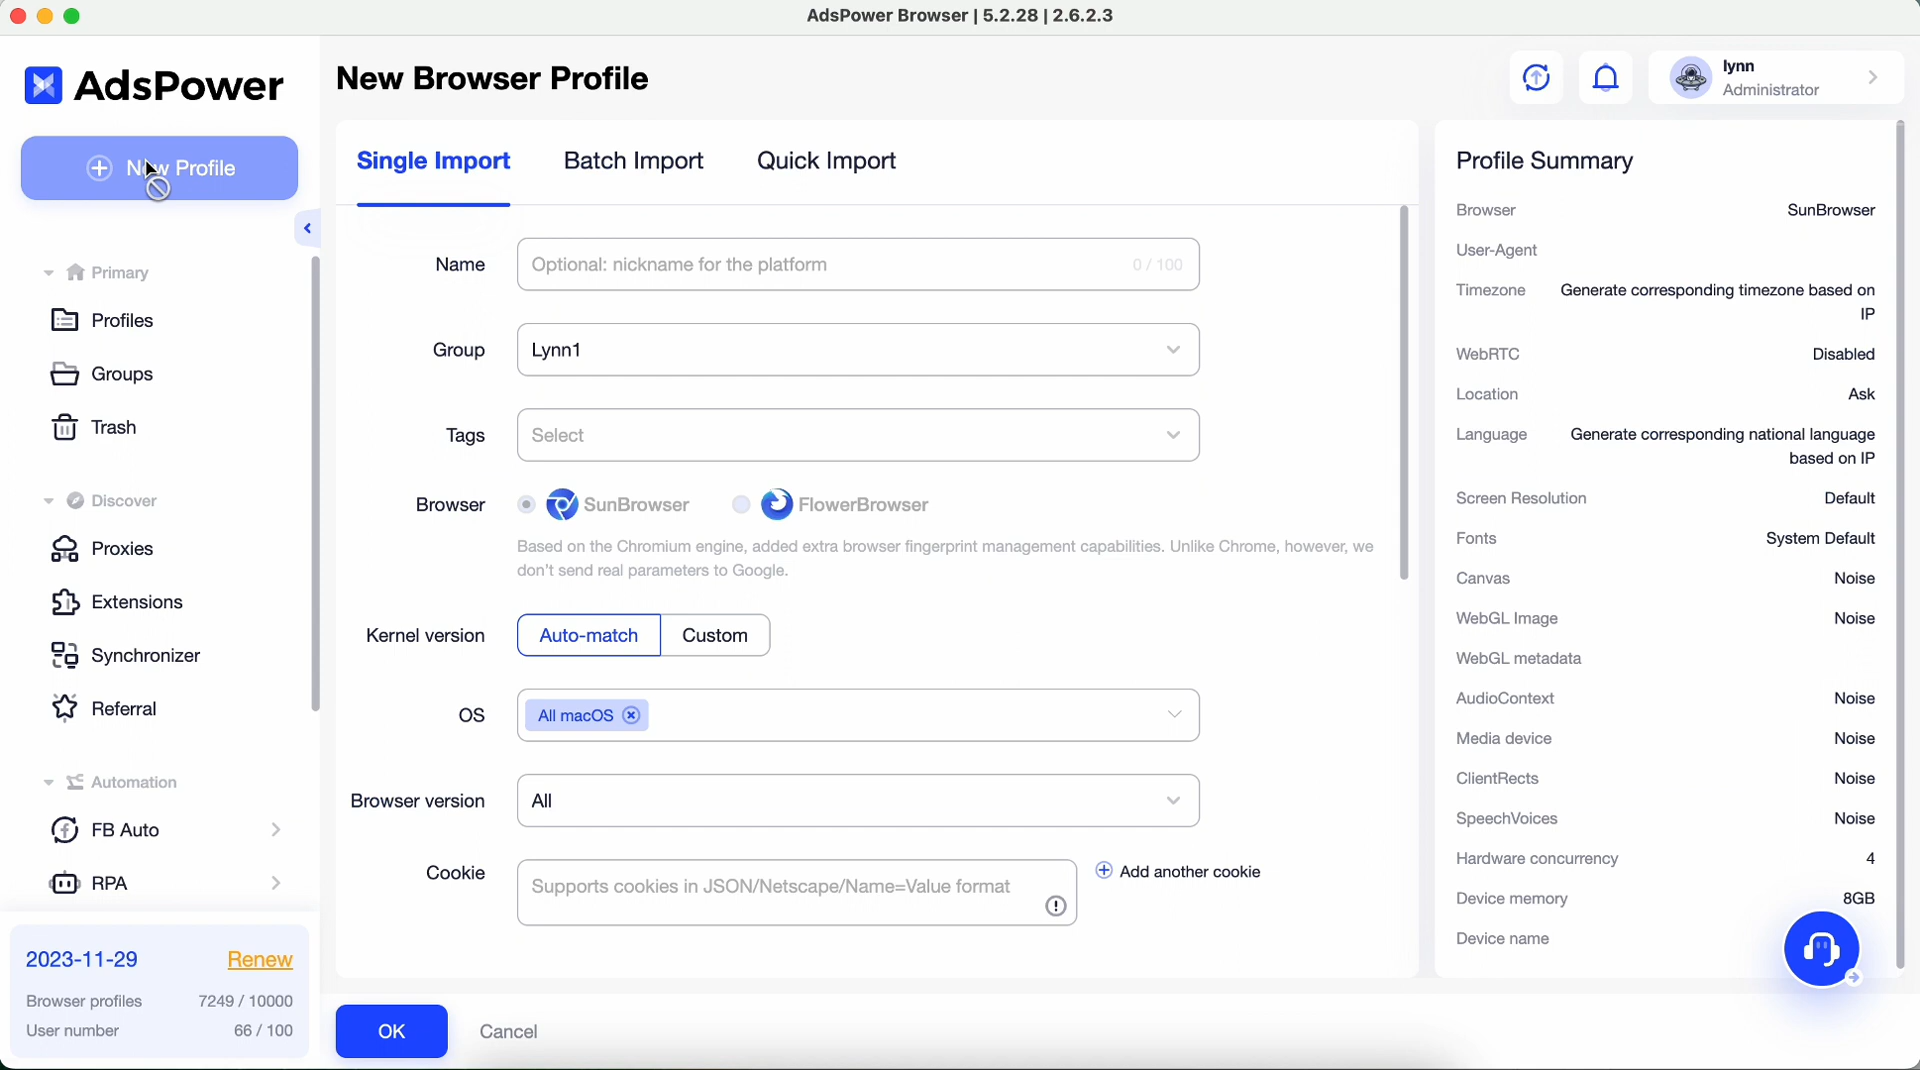 AdsPower Browser | 5.2.28 | 2.6.2.3
AdsPower
New Browser Profile
lynn
Administrator
New Profile
Primary
Profiles
Groups
Trash
Discover
Proxies
Extensions
Synchronizer
Referral
Automation
FB Auto
RPA
2023-11-29 Renew
Browser profiles 7249 / 10000
User number 66 / 100
Single Import Batch Import Quick Import
Name Optional: nickname for the platform 0 / 100
Group Lynn1
Tags Select
Browser SunBrowser FlowerBrowser
Based on the Chromium engine, added extra browser fingerprint management capabilities. Unlike Chrome, however, we
don't send real parameters to Google.
Kernel version Auto-match Custom
OS All macOS
Browser version All
Cookie Supports cookies in JSON/Netscape/Name=Value format Add another cookie
OK Cancel
Profile Summary
Browser SunBrowser
User-Agent
Timezone Generate corresponding timezone based on
IP
WebRTC Disabled
Location Ask
Language Generate corresponding national language
based on IP
Screen Resolution Default
Fonts System Default
Canvas Noise
WebGL Image Noise
WebGL metadata
AudioContext Noise
Media device Noise
ClientRects Noise
SpeechVoices Noise
Hardware concurrency 4
Device memory 8GB
Device name